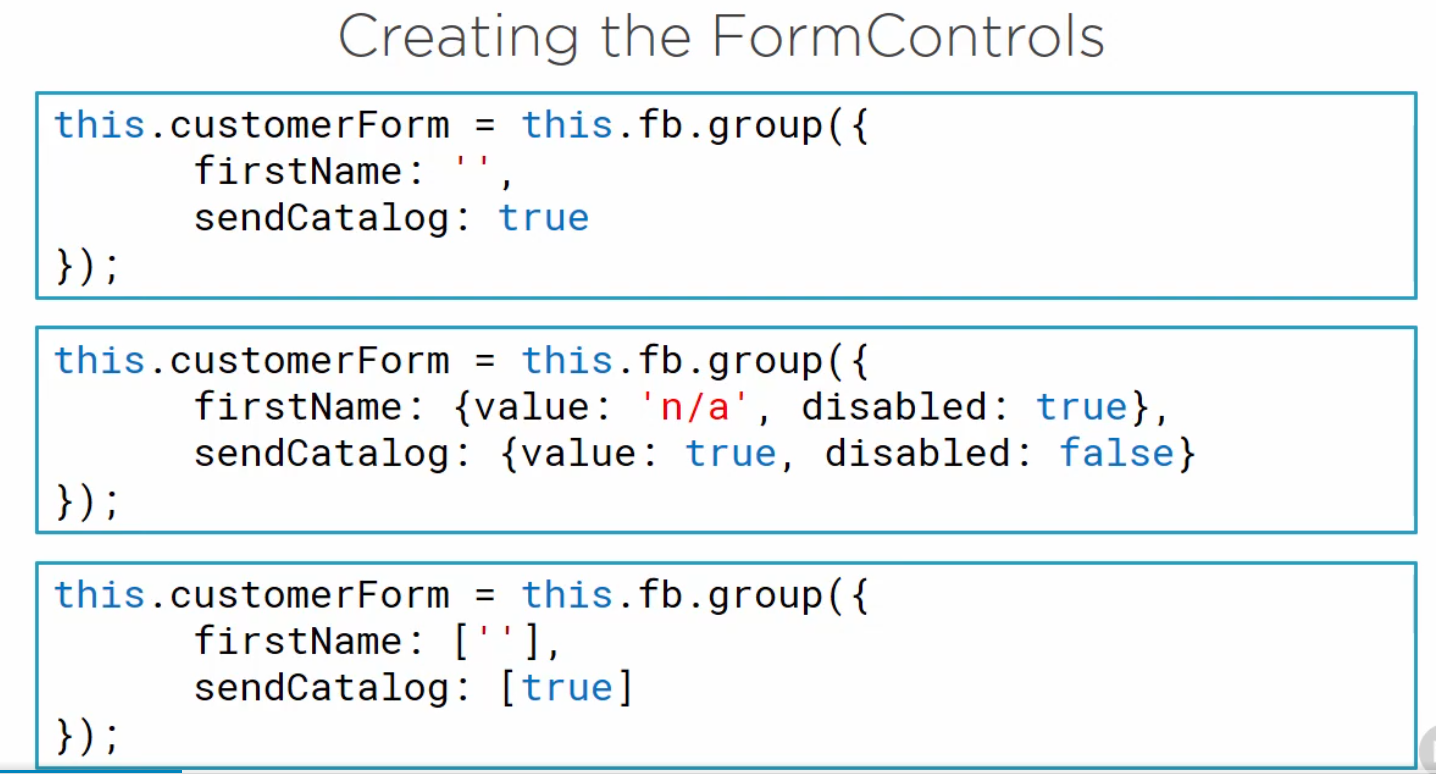 Creating the FormControls
this.customerForm = this.fb.group({
firstName: '',
sendCatalog: true
});
this.customerForm = this.fb.group({
firstName: {value: 'n/a', disabled: true},
sendCatalog: {value: true, disabled: false}
});
this.customerForm = this.fb.group({
firstName: [''],
sendCatalog: [true]
});